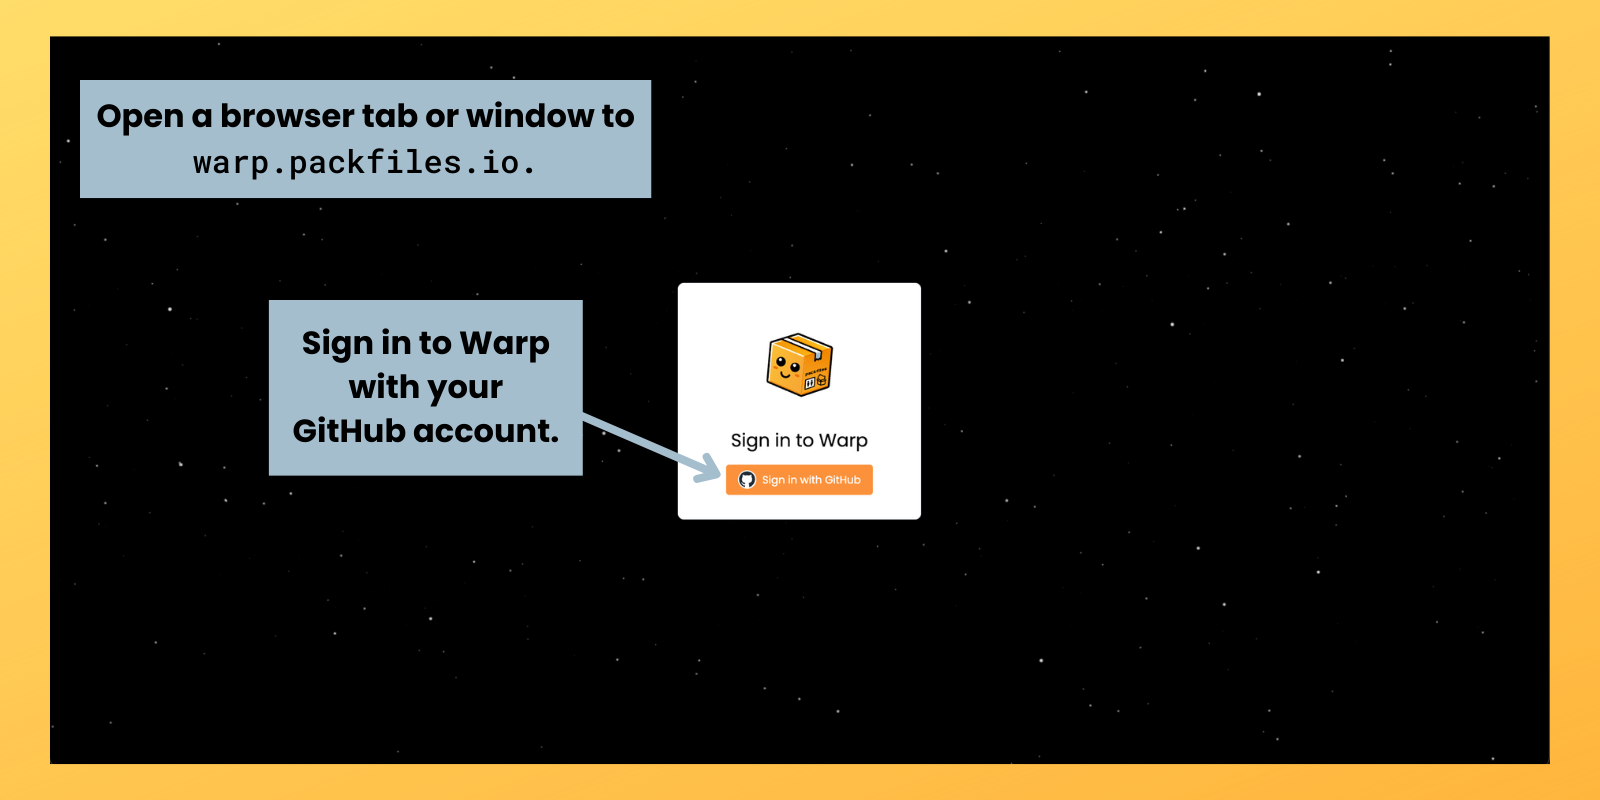 Open a browser tab or window to
warp.packfiles.io.
Sign in to Warp
with your
GitHub account.
packfiles
Sign in to Warp
Sign in with GitHub